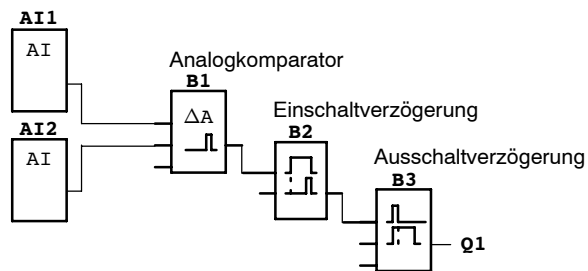 AI1
AI
Analogkomparator
B1
ΔA
AI2
AI
Einschaltverzögerung
B2
Ausschaltverzögerung
B3
Q1